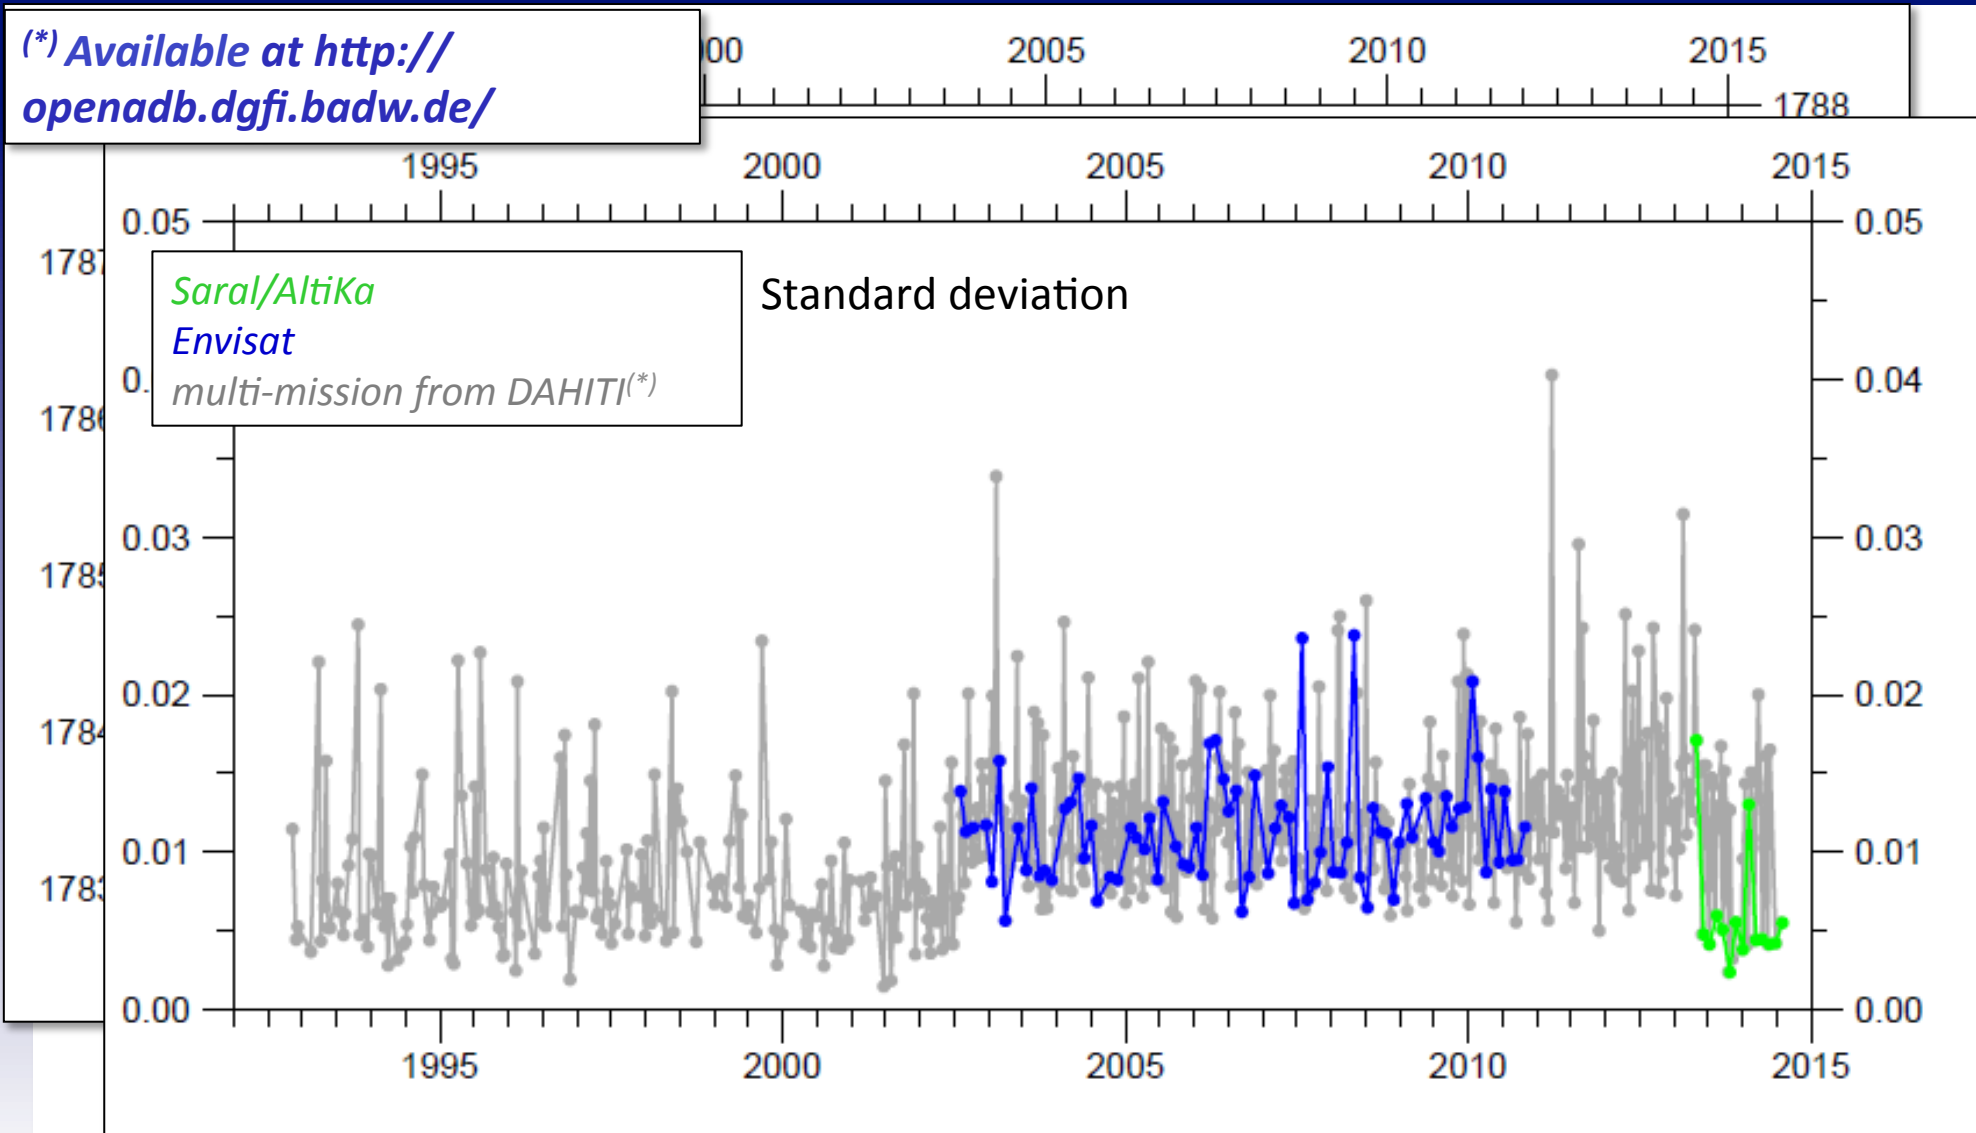 (*) Available at http://
openadb.dgfi.badw.de/
2005 2010 2015
1788
1995 2000 2005 2010 2015
0.05 0.05
Saral/AltiKa
Standard deviation
Envisat
0.04
multi-mission from DAHITI(*)
0.03 0.03
0.02 0.02
0.01 0.01
0.00 0.00
1995 2000 2005 2010 2015